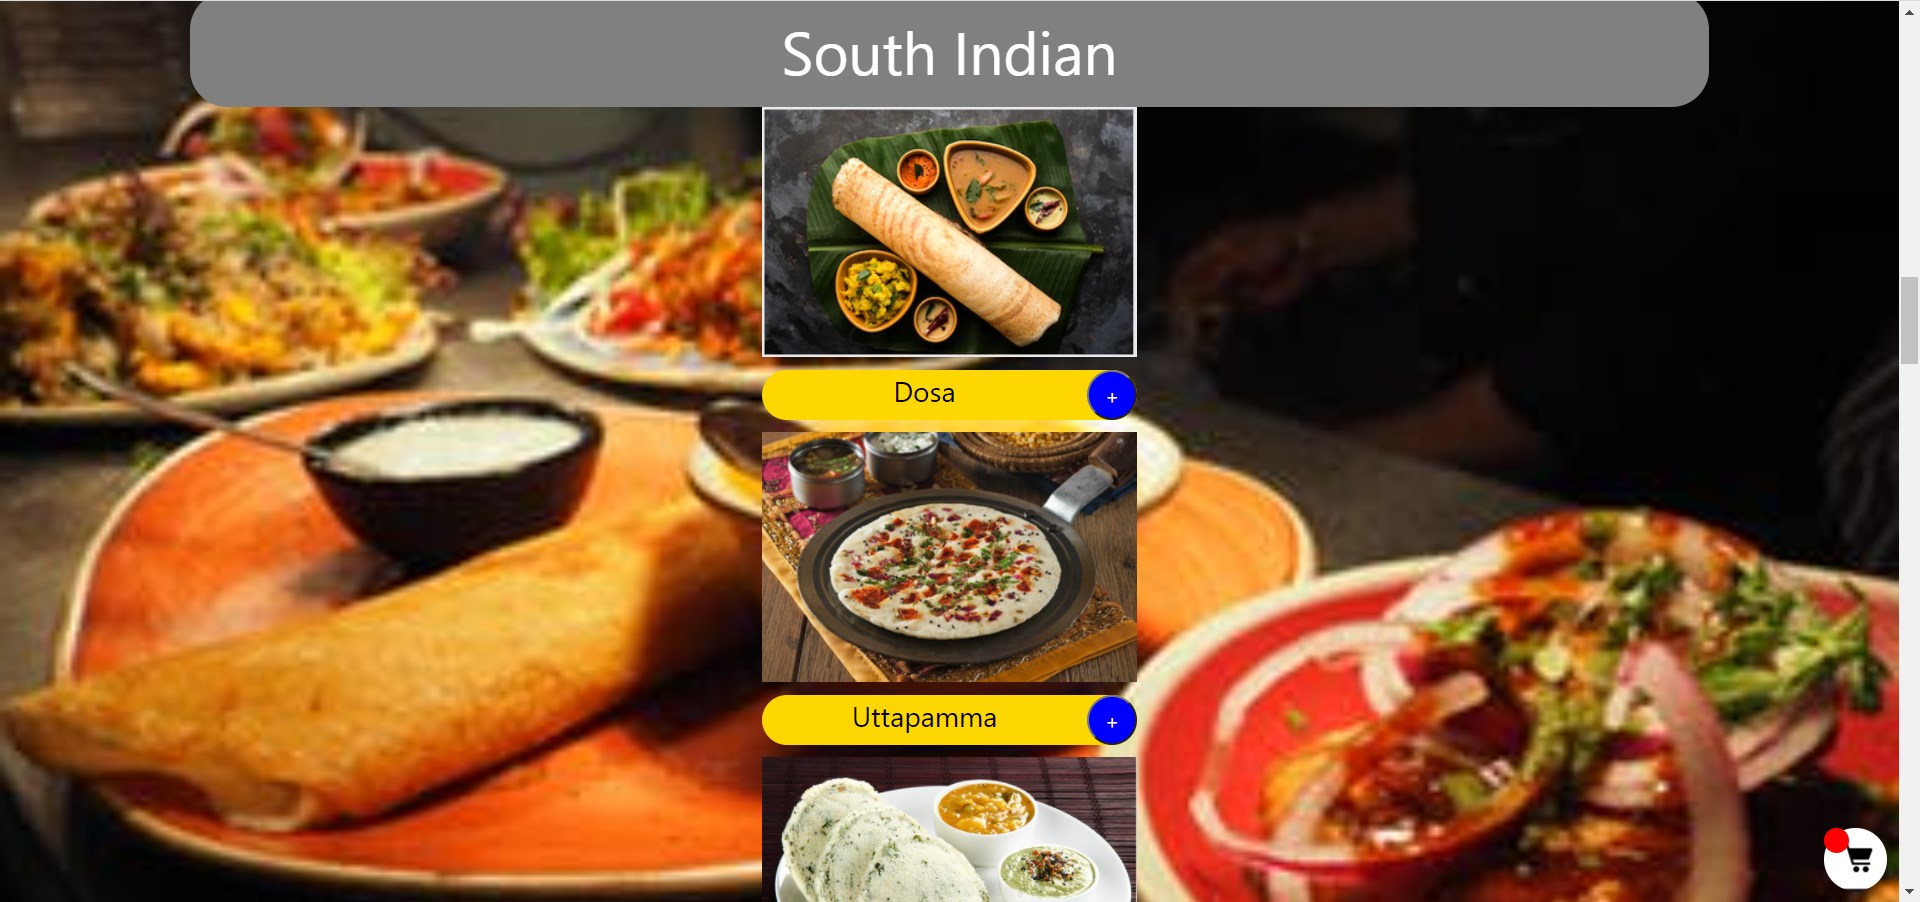 South Indian
Dosa
+
Uttapamma
+